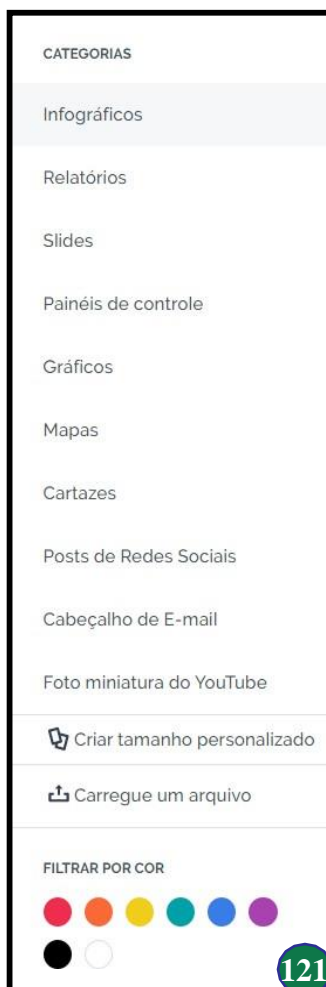 CATEGORIAS
Infográficos
Relatórios
Slides
Painéis de controle
Gráficos
Mapas
Cartazes
Posts de Redes Sociais
Cabeçalho de E-mail
Foto miniatura do YouTube
Criar tamanho personalizado
Carregue um arquivo
FILTRAR POR COR
121